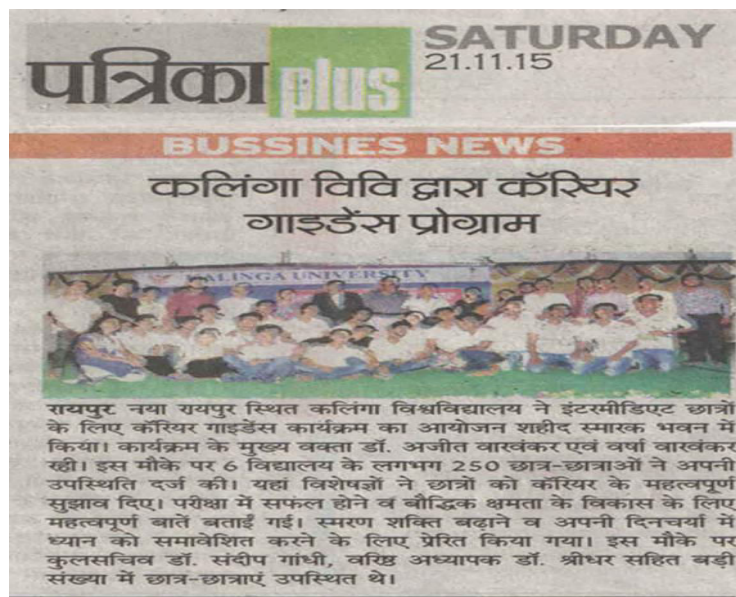 पत्रिका plus
SATURDAY
21.11.15
BUSSINES NEWS
कलिंगा विवि द्वारा कॅरियर
गाइडेंस प्रोग्राम
KALINGA UNIVERSITY
रायपुर नया रायपुर स्थित कलिंगा विश्वविद्यालय ने इंटरमीडिएट छात्रों
के लिए कॅरियर गाइडेंस कार्यक्रम का आयोजन शहीद स्मारक भवन में
किया। कार्यक्रम के मुख्य वक्ता डॉ. अजीत वारवंकर एवं वर्षा वारवंकर
रही। इस मौके पर 6 विद्यालय के लगभग 250 छात्र-छात्राओं ने अपनी
उपस्थिति दर्ज की। यहां विशेषज्ञों ने छात्रों को कॅरियर के महत्वपूर्ण
सुझाव दिए। परीक्षा में सफल होने व बौद्धिक क्षमता के विकास के लिए
महत्वपूर्ण बातें बताई गई। स्मरण शक्ति बढ़ाने व अपनी दिनचर्या में
ध्यान को समावेशित करने के लिए प्रेरित किया गया। इस मौके पर
कुलसचिव डॉ. संदीप गांधी, वरिष्ठ अध्यापक डॉ. श्रीधर सहित बड़ी
संख्या में छात्र-छात्राएं उपस्थित थे।